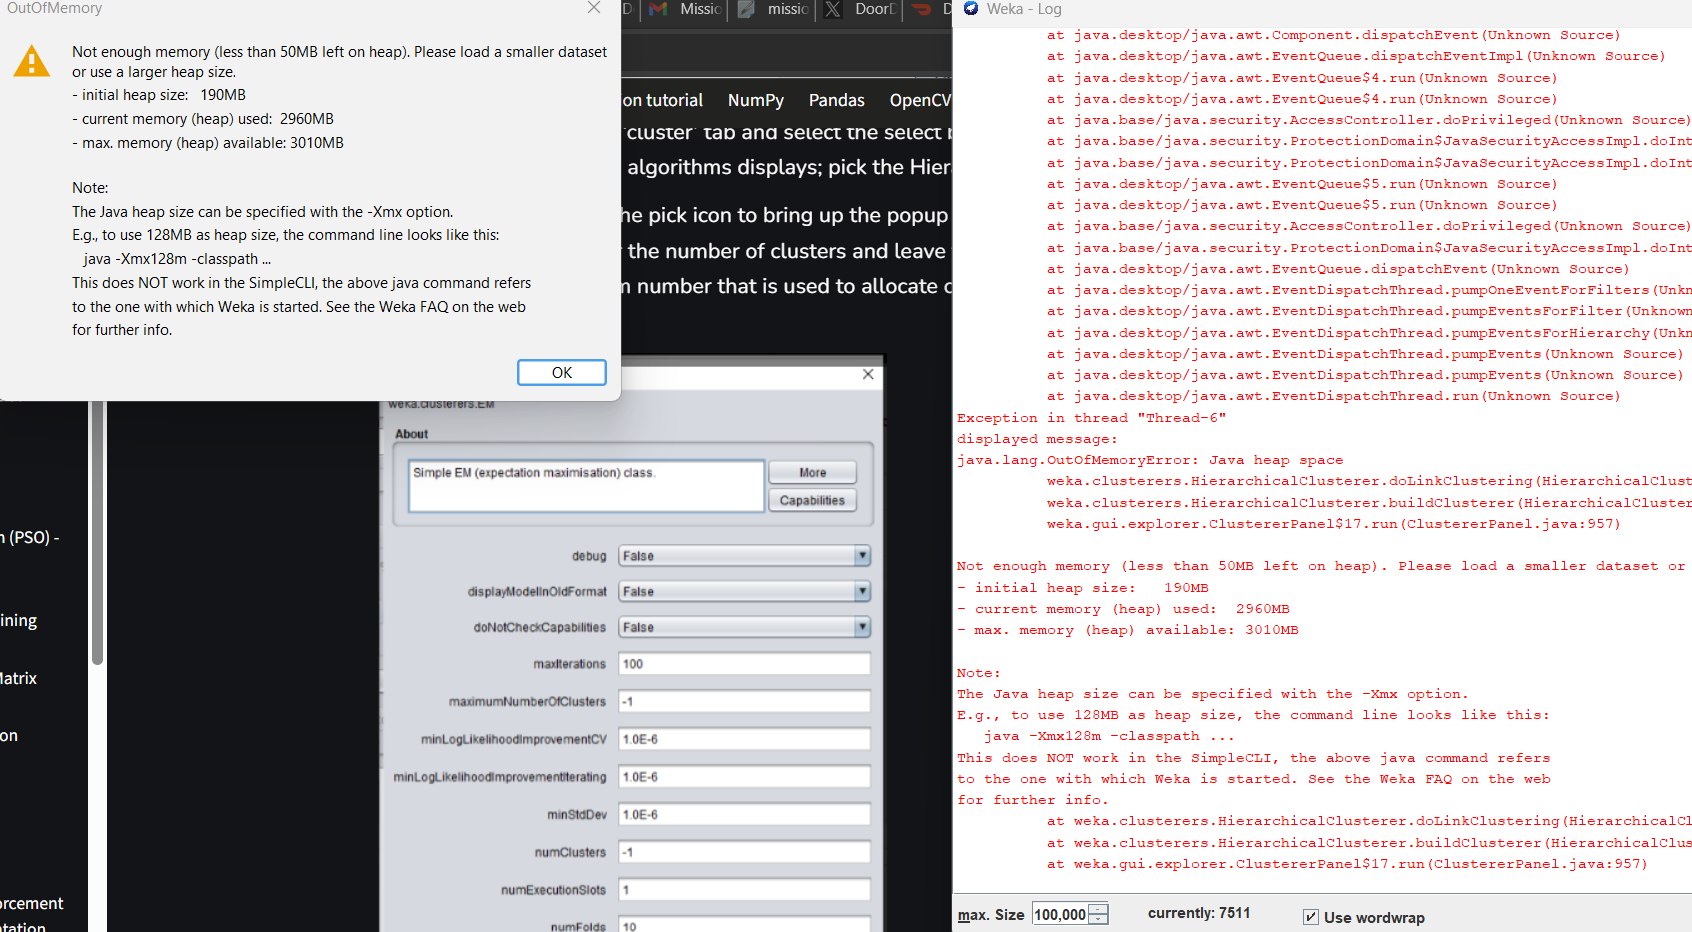 OutOfMemory
Not enough memory (less than 50MB left on heap). Please load a smaller dataset
or use a larger heap size.
- initial heap size: 190MB
- current memory (heap) used: 2960MB
- max. memory (heap) available: 3010MB
Note:
The Java heap size can be specified with the -Xmx option.
E.g., to use 128MB as heap size, the command line looks like this:
java -Xmx128m -classpath ...
This does NOT work in the SimpleCLI, the above java command refers
to the one with which Weka is started. See the Weka FAQ on the web
for further info.
OK
Missio
missio
DoorD
on tutorial NumPy Pandas OpenCV
'cluster' tab and select the select
algorithms displays; pick the Hier
he pick icon to bring up the popup
the number of clusters and leave
number that is used to allocate
n (PSO) -
ining
Matrix
on
orcement
ntation
weka.clusterers.EM
About
Simple EM (expectation maximisation) class.
More
Capabilities
debug False
displayModelInOldFormat False
doNotCheckCapabilities False
maxIterations 100
maximumNumberOfClusters -1
minLogLikelihoodImprovementCV 1.0E-6
minLogLikelihoodImprovementIterating 1.0E-6
minStdDev 1.0E-6
numClusters -1
numExecutionSlots 1
numFolds 10
Weka - Log
at java.desktop/java.awt.Component.dispatchEvent(Unknown Source)
at java.desktop/java.awt.EventQueue.dispatchEventImpl(Unknown Source)
at java.desktop/java.awt.EventQueue$4.run(Unknown Source)
at java.desktop/java.awt.EventQueue$4.run(Unknown Source)
at java.base/java.security.AccessController.doPrivileged(Unknown Source)
at java.base/java.security.ProtectionDomain$JavaSecurityAccessImpl.doInt
at java.base/java.security.ProtectionDomain$JavaSecurityAccessImpl.doInt
at java.desktop/java.awt.EventQueue$5.run(Unknown Source)
at java.desktop/java.awt.EventQueue$5.run(Unknown Source)
at java.base/java.security.AccessController.doPrivileged(Unknown Source)
at java.base/java.security.ProtectionDomain$JavaSecurityAccessImpl.doInt
at java.desktop/java.awt.EventQueue.dispatchEvent(Unknown Source)
at java.desktop/java.awt.EventDispatchThread.pumpOneEventForFilters(Unkn
at java.desktop/java.awt.EventDispatchThread.pumpEventsForFilter(Unknown
at java.desktop/java.awt.EventDispatchThread.pumpEventsForHierarchy(Unkn
at java.desktop/java.awt.EventDispatchThread.pumpEvents(Unknown Source)
at java.desktop/java.awt.EventDispatchThread.pumpEvents(Unknown Source)
at java.desktop/java.awt.EventDispatchThread.run(Unknown Source)
Exception in thread "Thread-6"
displayed message:
java.lang.OutOfMemoryError: Java heap space
weka.clusterers.HierarchicalClusterer.doLinkClustering(HierarchicalClust
weka.clusterers.HierarchicalClusterer.buildClusterer(HierarchicalCluster
weka.gui.explorer.ClustererPanel$17.run(ClustererPanel.java:957)
Not enough memory (less than 50MB left on heap). Please load a smaller dataset or
- initial heap size: 190MB
- current memory (heap) used: 2960MB
- max. memory (heap) available: 3010MB
Note:
The Java heap size can be specified with the -Xmx option.
E.g., to use 128MB as heap size, the command line looks like this:
java -Xmx128m -classpath ...
This does NOT work in the SimpleCLI, the above java command refers
to the one with which Weka is started. See the Weka FAQ on the web
for further info.
at weka.clusterers.HierarchicalClusterer.doLinkClustering(HierarchicalCl
at weka.clusterers.HierarchicalClusterer.buildClusterer(HierarchicalClus
at weka.gui.explorer.ClustererPanel$17.run(ClustererPanel.java:957)
max. Size 100,000 currently: 7511 Use wordwrap